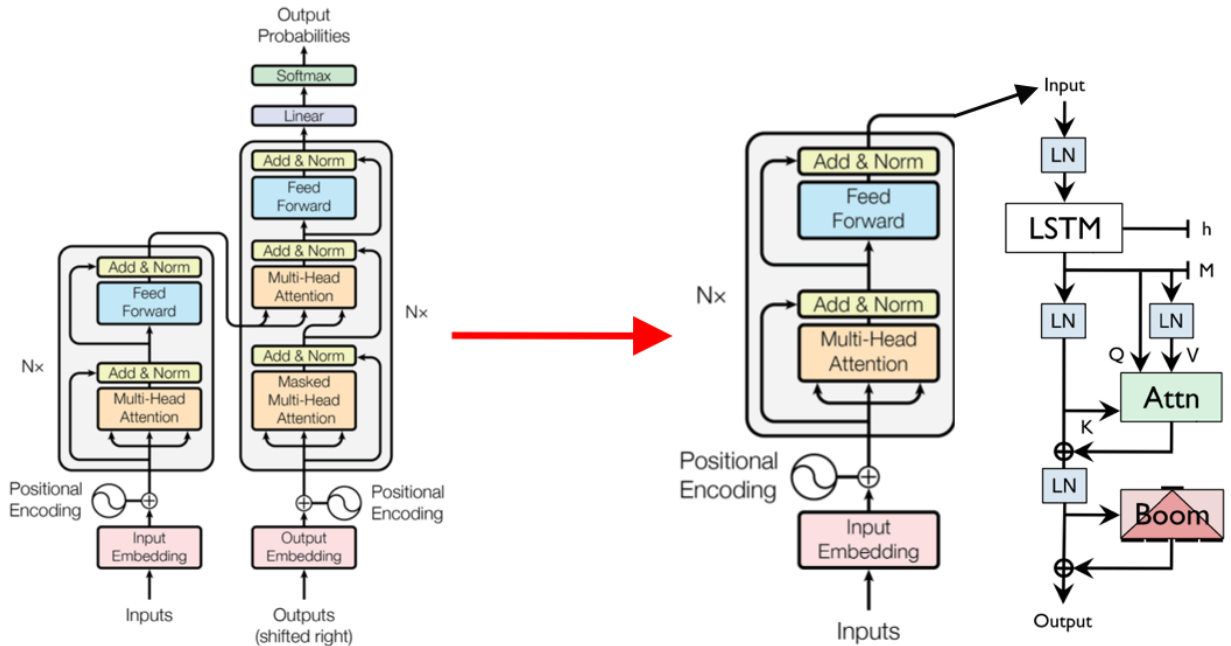 Output
Probabilities
Softmax
Linear
Add & Norm
Feed
Forward
Add & Norm
Multi-Head
Attention
Nx
Add & Norm
Masked
Multi-Head
Attention
Positional
Encoding
Output
Embedding
Outputs
(shifted right)
Add & Norm
Feed
Forward
Nx
Add & Norm
Multi-Head
Attention
Positional
Encoding
Input
Embedding
Inputs
Add & Norm
Feed
Forward
Nx
Add & Norm
Multi-Head
Attention
Positional
Encoding
Input
Embedding
Inputs
Input
LN
LSTM
h
M
LN
LN
Q
V
Attn
K
LN
Boom
Output